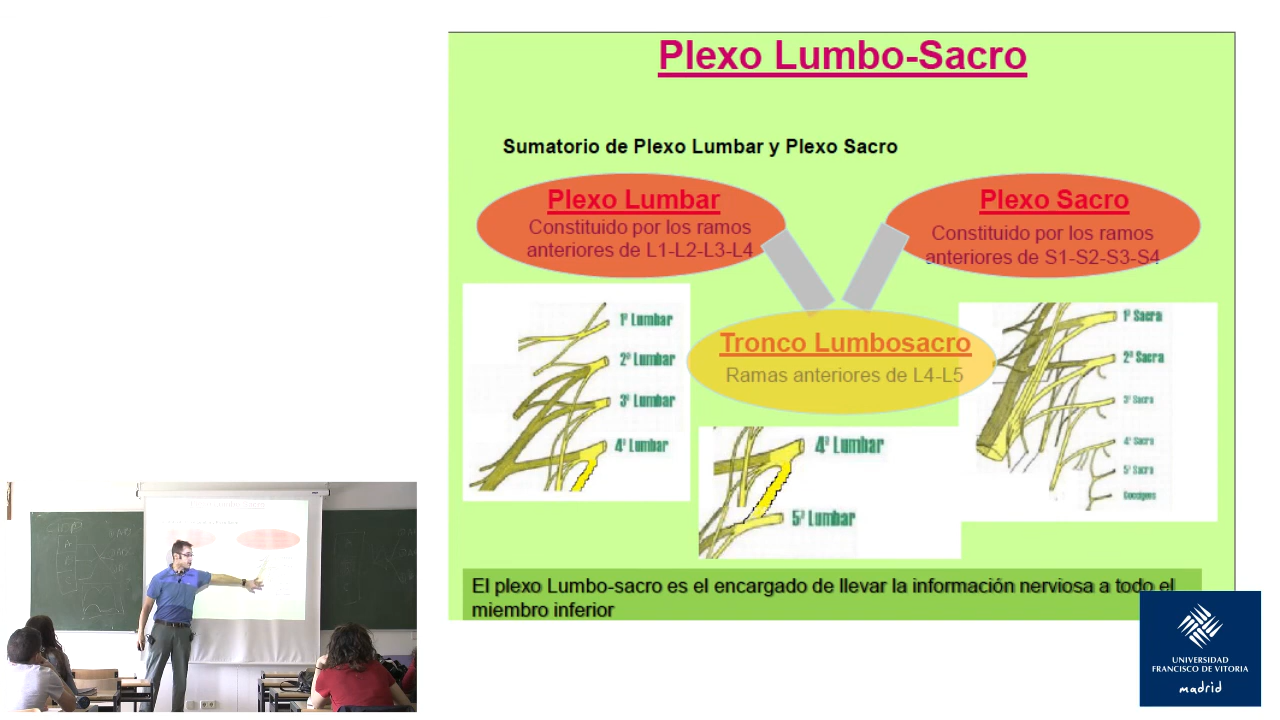 Plexo Lumbo-Sacro
Sumatorio de Plexo Lumbar y Plexo Sacro
Plexo Lumbar
Constituido por los ramos
anteriores de L1-L2-L3-L4
Plexo Sacro
Constituido por los ramos
anteriores de S1-S2-S3-S4
1º Lumbar
2º Lumbar
3º Lumbar
4º Lumbar
Tronco Lumbosacro
Ramas anteriores de L4-L5
4º Lumbar
5º Lumbar
1º Sacra
2º Sacra
3º Sacra
4º Sacra
5º Sacra
El plexo Lumbo-sacro es el encargado de llevar la información nerviosa a todo el
miembro inferior
UNIVERSIDAD
FRANCISCO DE VITORIA
madrid